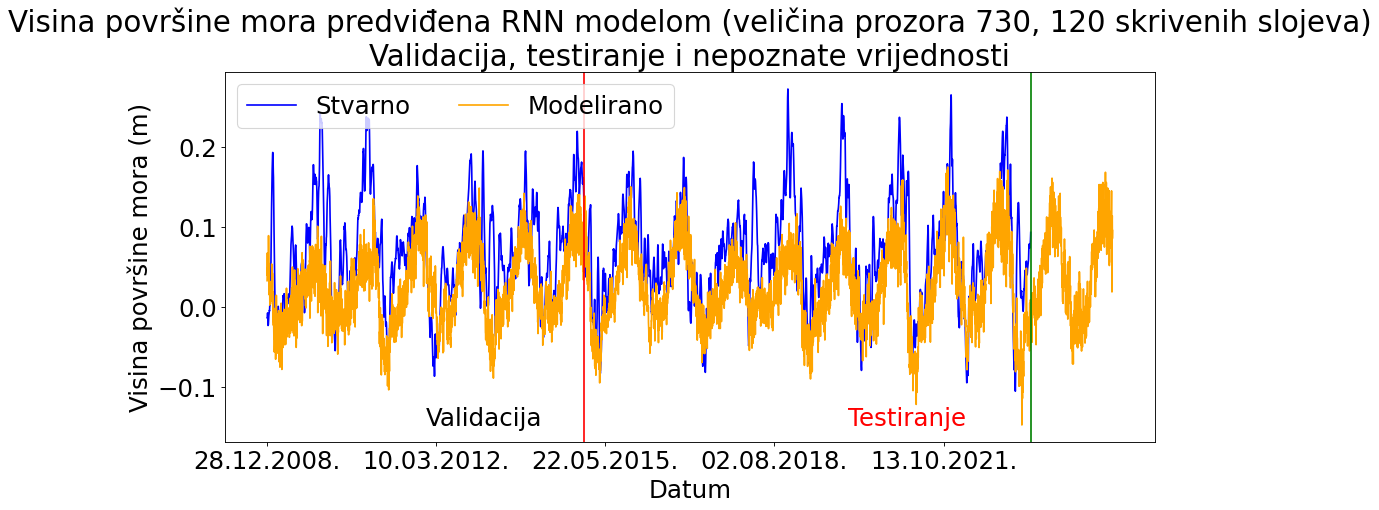 Visina površine mora predviđena RNN modelom (veličina prozora 730, 120 skrivenih slojeva)
Validacija, testiranje i nepoznate vrijednosti
Stvarno
Modelirano
Visina površine mora (m)
0.2
0.1
0.0
−0.1
Validacija
Testiranje
28.12.2008.
10.03.2012.
22.05.2015.
02.08.2018.
13.10.2021.
Datum